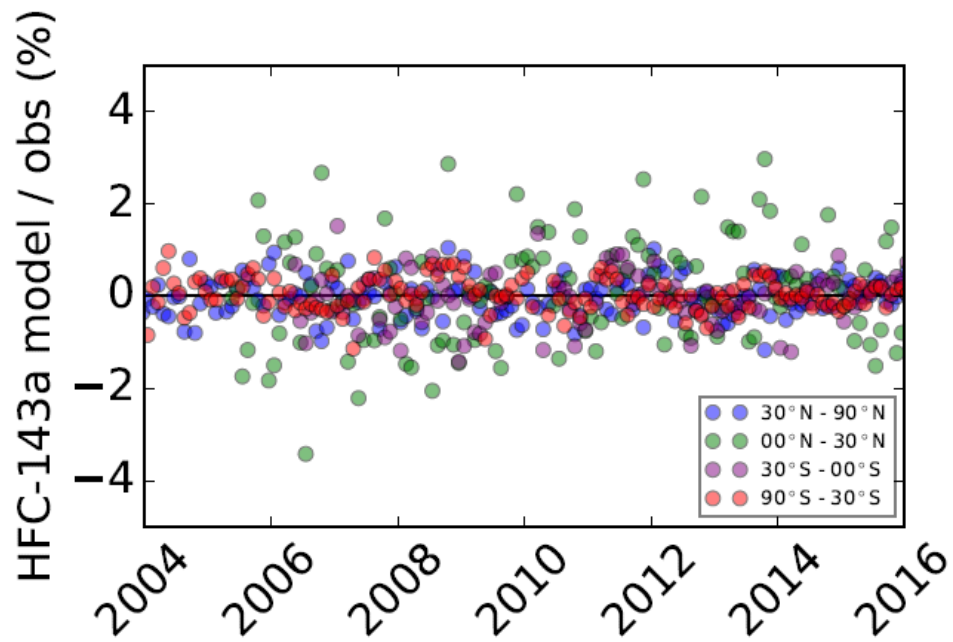 HFC-143a model / obs (%)
4
2
0
−2
−4
30°N - 90°N
00°N - 30°N
30°S - 00°S
90°S - 30°S
2004 2006 2008 2010 2012 2014 2016